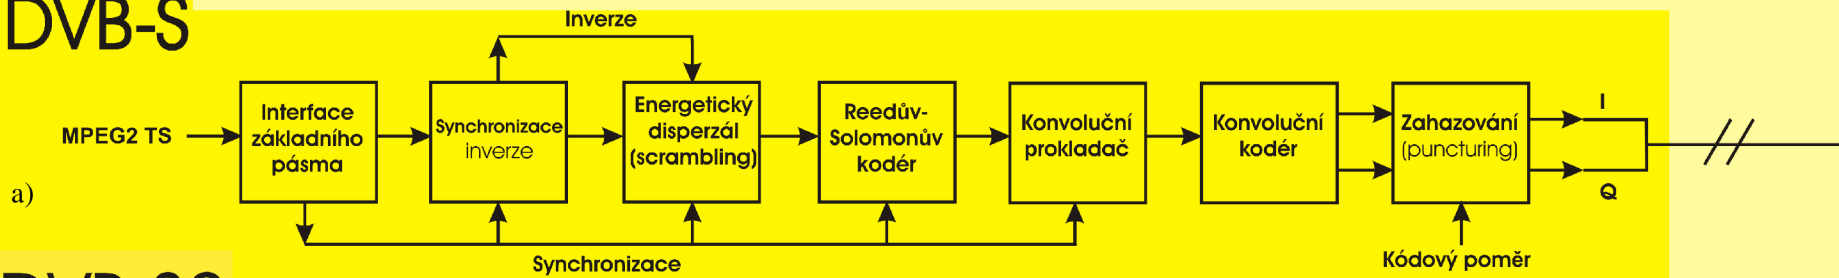 DVB-S
Inverze
MPEG2 TS
Interface
základního
pásma
Synchronizace
inverze
Energetický
disperzál
(scrambling)
Reedův-
Solomonův
kodér
Konvoluční
prokladač
Konvoluční
kodér
Zahazování
(puncturing)
I
Q
a)
Synchronizace
Kódový poměr